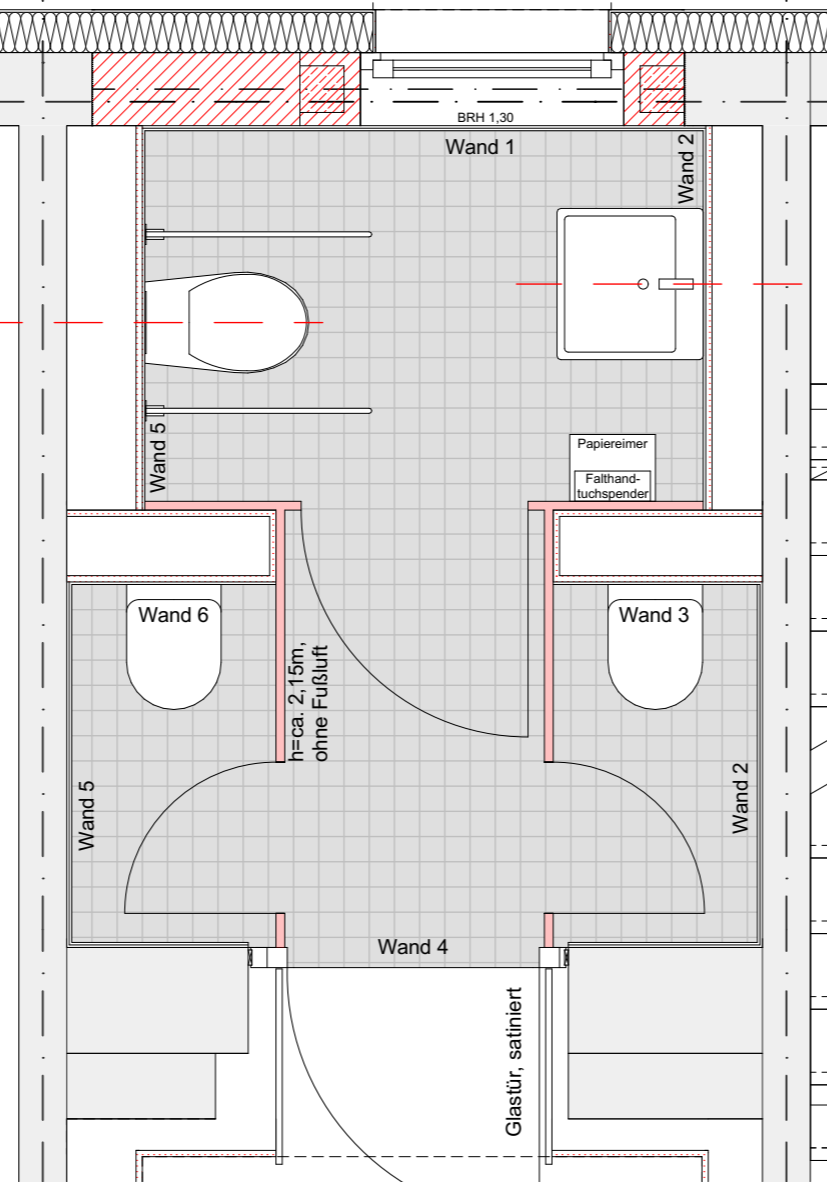 BRH 1,30
Wand 1
Wand 2
Papiereimer
Falthand-
tuchspender
Wand 5
Wand 6
Wand 3
h=ca. 2,15m,
ohne Fußluft
Wand 5
Wand 2
Wand 4
Glastür, satiniert